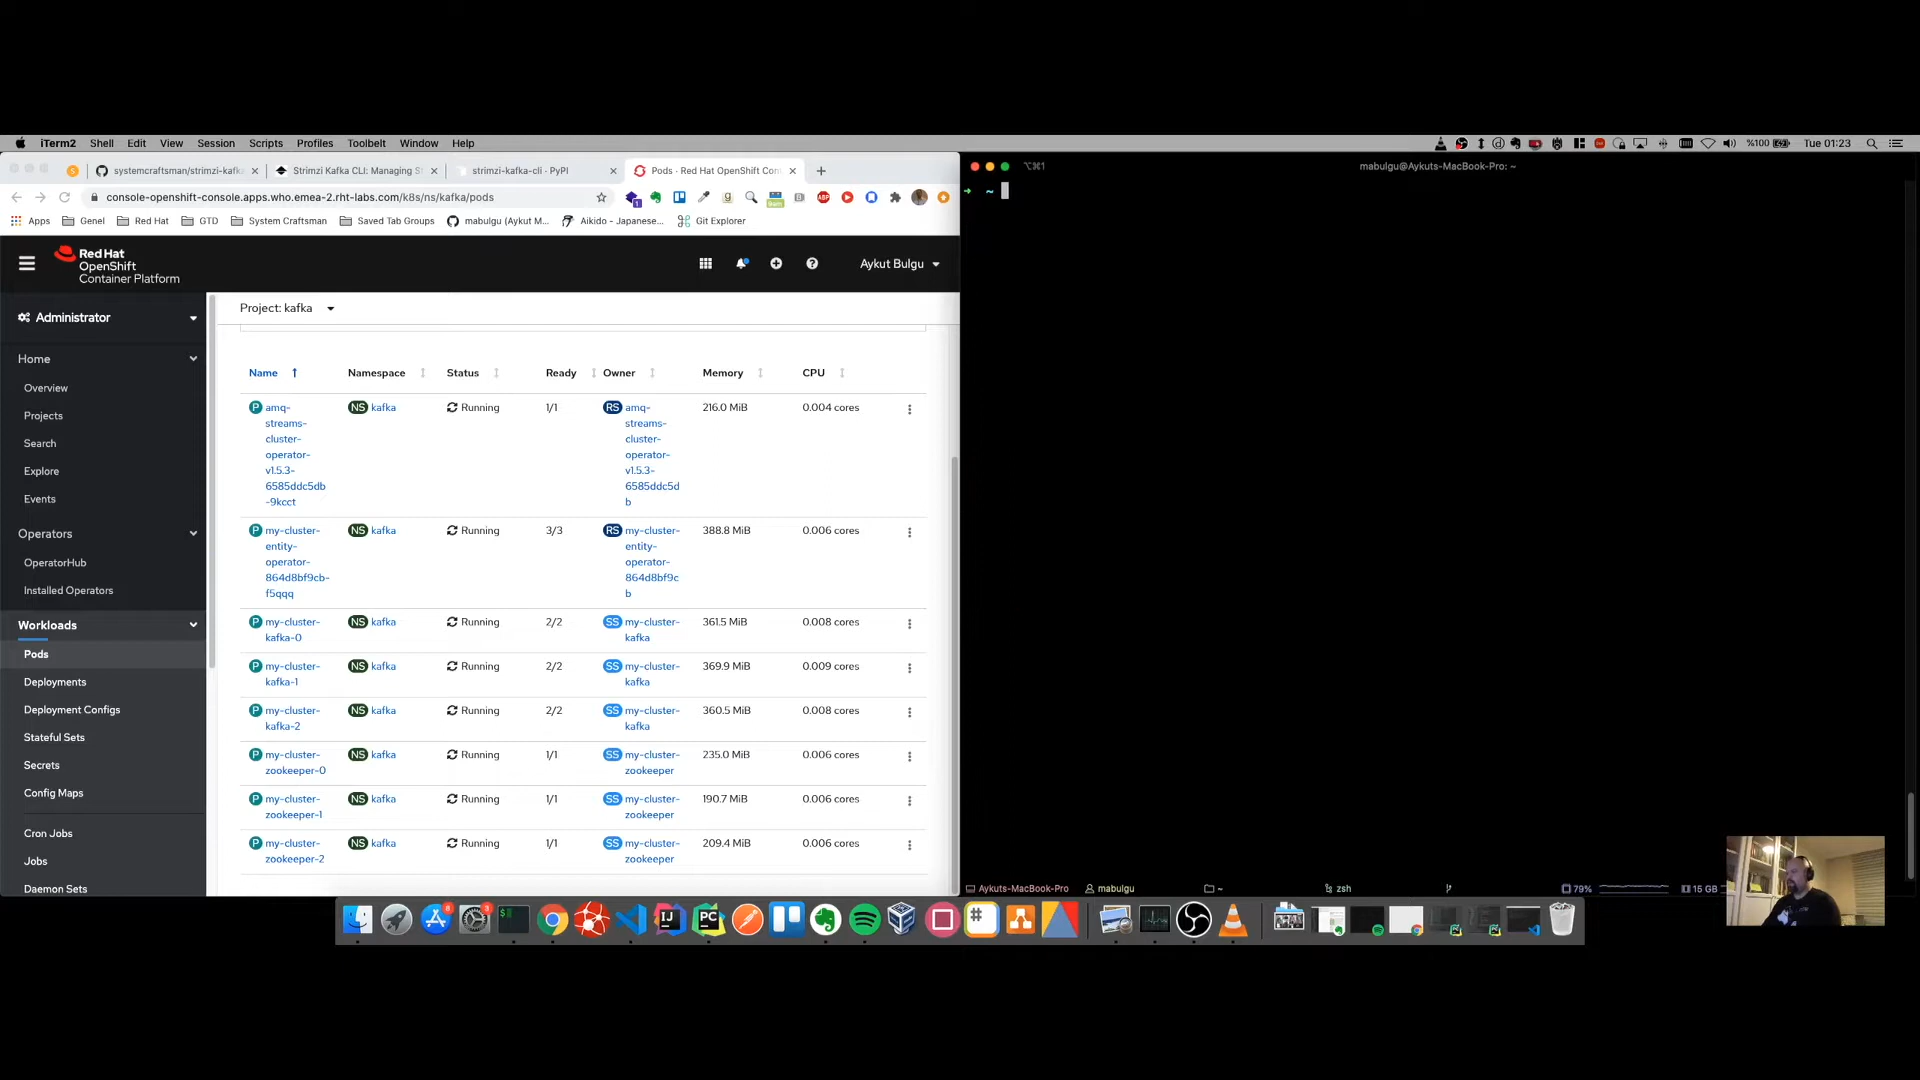 iTerm2 Shell Edit View Session Scripts Profiles Toolbelt Window Help
%100 Tue 01:23
systemcraftsman/strimzi-kafk
Strimzi Kafka CLI: Managing S
strimzi-kafka-cli · PyPI
Pods · Red Hat OpenShift Con
console-openshift-console.apps.who.emea-2.rht-labs.com/k8s/ns/kafka/pods
Apps Genel Red Hat GTD System Craftsman Saved Tab Groups mabulgu (Aykut M... Aikido - Japanese... Git Explorer
⌥⌘1
mabulgu@Aykuts-MacBook-Pro: ~
➜ ~
Red Hat
OpenShift
Container Platform
Aykut Bulgu
Administrator
Home
Overview
Projects
Search
Explore
Events
Operators
OperatorHub
Installed Operators
Workloads
Pods
Deployments
Deployment Configs
Stateful Sets
Secrets
Config Maps
Cron Jobs
Jobs
Daemon Sets
Project: kafka
Name Namespace Status Ready Owner Memory CPU
P amq- NS kafka Running 1/1 RS amq- 216.0 MiB 0.004 cores
streams- streams-
cluster- cluster-
operator- operator-
v1.5.3- v1.5.3-
6585ddc5db 6585ddc5d
-9kcct b
P my-cluster- NS kafka Running 3/3 RS my-cluster- 388.8 MiB 0.006 cores
entity- entity-
operator- operator-
864d8bf9cb- 864d8bf9c
f5qqq b
P my-cluster- NS kafka Running 2/2 SS my-cluster- 361.5 MiB 0.008 cores
kafka-0 kafka
P my-cluster- NS kafka Running 2/2 SS my-cluster- 369.9 MiB 0.009 cores
kafka-1 kafka
P my-cluster- NS kafka Running 2/2 SS my-cluster- 360.5 MiB 0.008 cores
kafka-2 kafka
P my-cluster- NS kafka Running 1/1 SS my-cluster- 235.0 MiB 0.006 cores
zookeeper-0 zookeeper
P my-cluster- NS kafka Running 1/1 SS my-cluster- 190.7 MiB 0.006 cores
zookeeper-1 zookeeper
P my-cluster- NS kafka Running 1/1 SS my-cluster- 209.4 MiB 0.006 cores
zookeeper-2 zookeeper
Aykuts-MacBook-Pro mabulgu ~ zsh 79% 15 GB